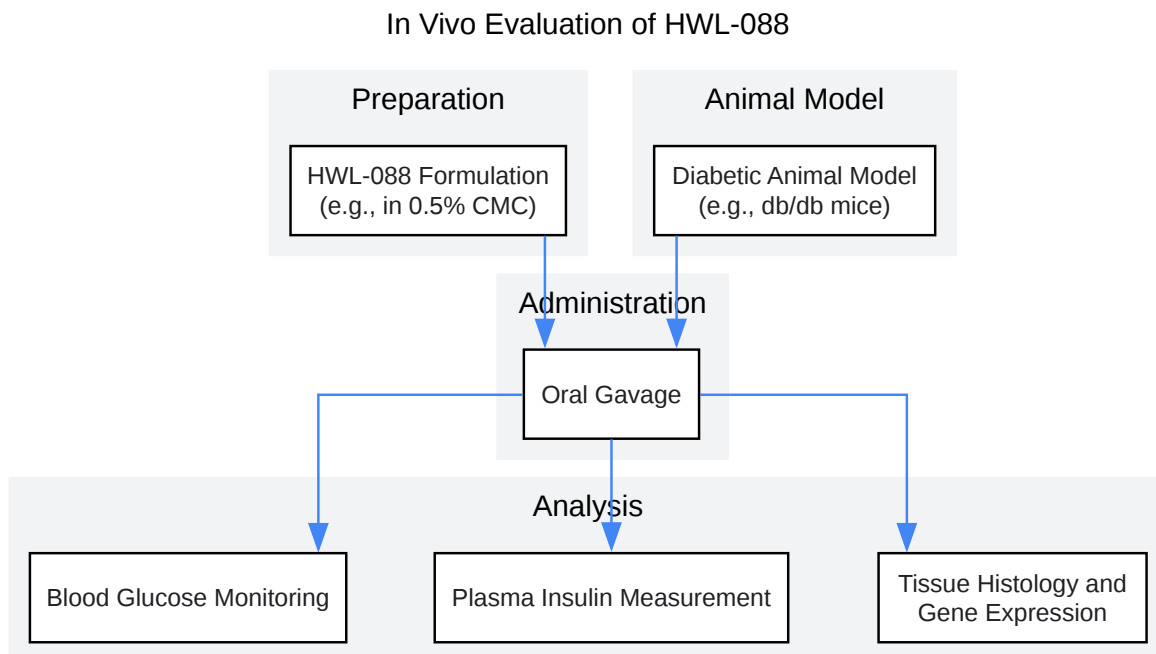 In Vivo Evaluation of HWL-088
Preparation
Animal Model
HWL-088 Formulation
(e.g., in 0.5% CMC)
Diabetic Animal Model
(e.g., db/db mice)
Administration
Oral Gavage
Analysis
Blood Glucose Monitoring
Plasma Insulin Measurement
Tissue Histology and
Gene Expression